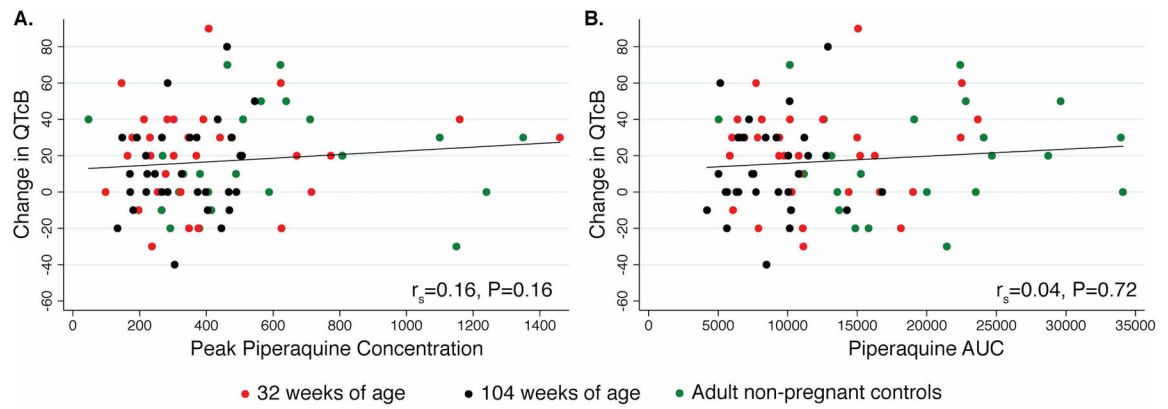 A.
Change in QTcB
80
60
40
20
0
-20
-40
-60
0 200 400 600 800 1000 1200 1400
Peak Piperaquine Concentration
rs=0.16, P=0.16
B.
Change in QTcB
80
60
40
20
0
-20
-40
-60
0 5000 10000 15000 20000 25000 30000 35000
Piperaquine AUC
rs=0.04, P=0.72
32 weeks of age 104 weeks of age Adult non-pregnant controls